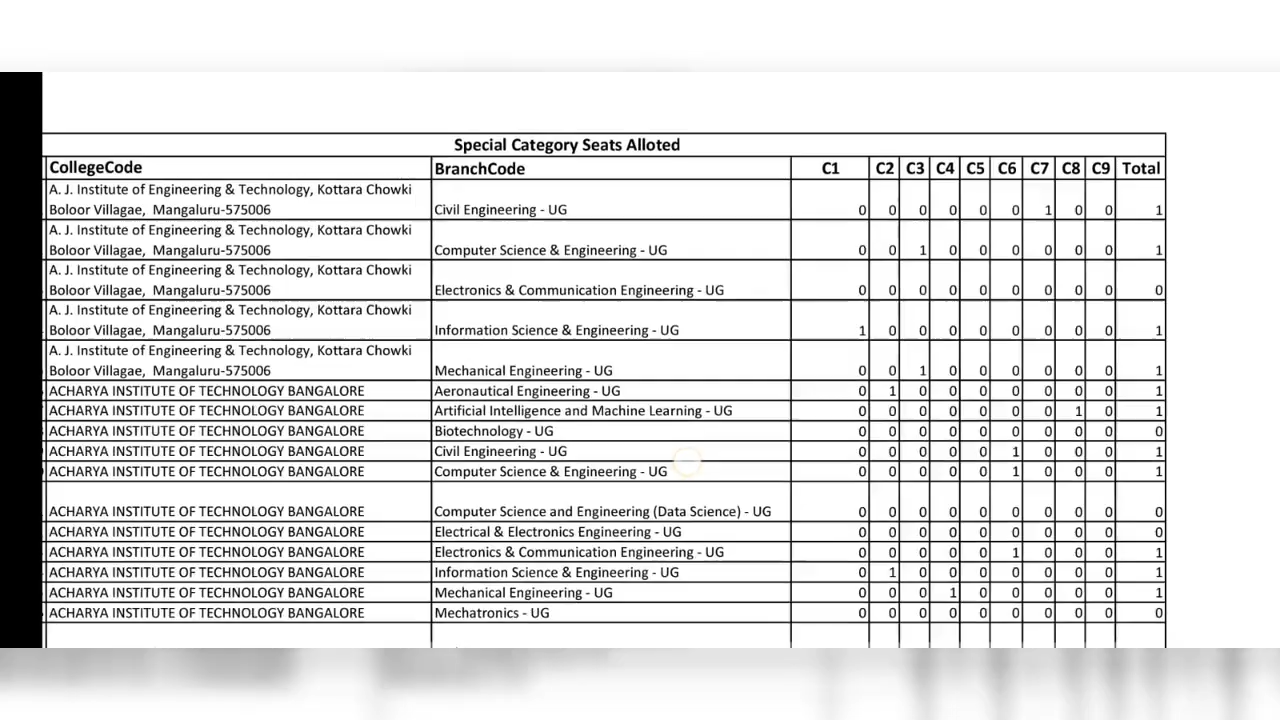 Special Category Seats Alloted
CollegeCode BranchCode C1 C2 C3 C4 C5 C6 C7 C8 C9 Total
A. J. Institute of Engineering & Technology, Kottara Chowki
Boloor Villagae, Mangaluru-575006 Civil Engineering - UG 0 0 0 0 0 0 1 0 0 1
A. J. Institute of Engineering & Technology, Kottara Chowki
Boloor Villagae, Mangaluru-575006 Computer Science & Engineering - UG 0 0 1 0 0 0 0 0 0 1
A. J. Institute of Engineering & Technology, Kottara Chowki
Boloor Villagae, Mangaluru-575006 Electronics & Communication Engineering - UG 0 0 0 0 0 0 0 0 0 0
A. J. Institute of Engineering & Technology, Kottara Chowki
Boloor Villagae, Mangaluru-575006 Information Science & Engineering - UG 1 0 0 0 0 0 0 0 0 1
A. J. Institute of Engineering & Technology, Kottara Chowki
Boloor Villagae, Mangaluru-575006 Mechanical Engineering - UG 0 0 1 0 0 0 0 0 0 1
ACHARYA INSTITUTE OF TECHNOLOGY BANGALORE Aeronautical Engineering - UG 0 1 0 0 0 0 0 0 0 1
ACHARYA INSTITUTE OF TECHNOLOGY BANGALORE Artificial Intelligence and Machine Learning - UG 0 0 0 0 0 0 0 1 0 1
ACHARYA INSTITUTE OF TECHNOLOGY BANGALORE Biotechnology - UG 0 0 0 0 0 0 0 0 0 0
ACHARYA INSTITUTE OF TECHNOLOGY BANGALORE Civil Engineering - UG 0 0 0 0 0 1 0 0 0 1
ACHARYA INSTITUTE OF TECHNOLOGY BANGALORE Computer Science & Engineering - UG 0 0 0 0 0 1 0 0 0 1
ACHARYA INSTITUTE OF TECHNOLOGY BANGALORE Computer Science and Engineering (Data Science) - UG 0 0 0 0 0 0 0 0 0 0
ACHARYA INSTITUTE OF TECHNOLOGY BANGALORE Electrical & Electronics Engineering - UG 0 0 0 0 0 0 0 0 0 0
ACHARYA INSTITUTE OF TECHNOLOGY BANGALORE Electronics & Communication Engineering - UG 0 0 0 0 0 1 0 0 0 1
ACHARYA INSTITUTE OF TECHNOLOGY BANGALORE Information Science & Engineering - UG 0 1 0 0 0 0 0 0 0 1
ACHARYA INSTITUTE OF TECHNOLOGY BANGALORE Mechanical Engineering - UG 0 0 0 1 0 0 0 0 0 1
ACHARYA INSTITUTE OF TECHNOLOGY BANGALORE Mechatronics - UG 0 0 0 0 0 0 0 0 0 0